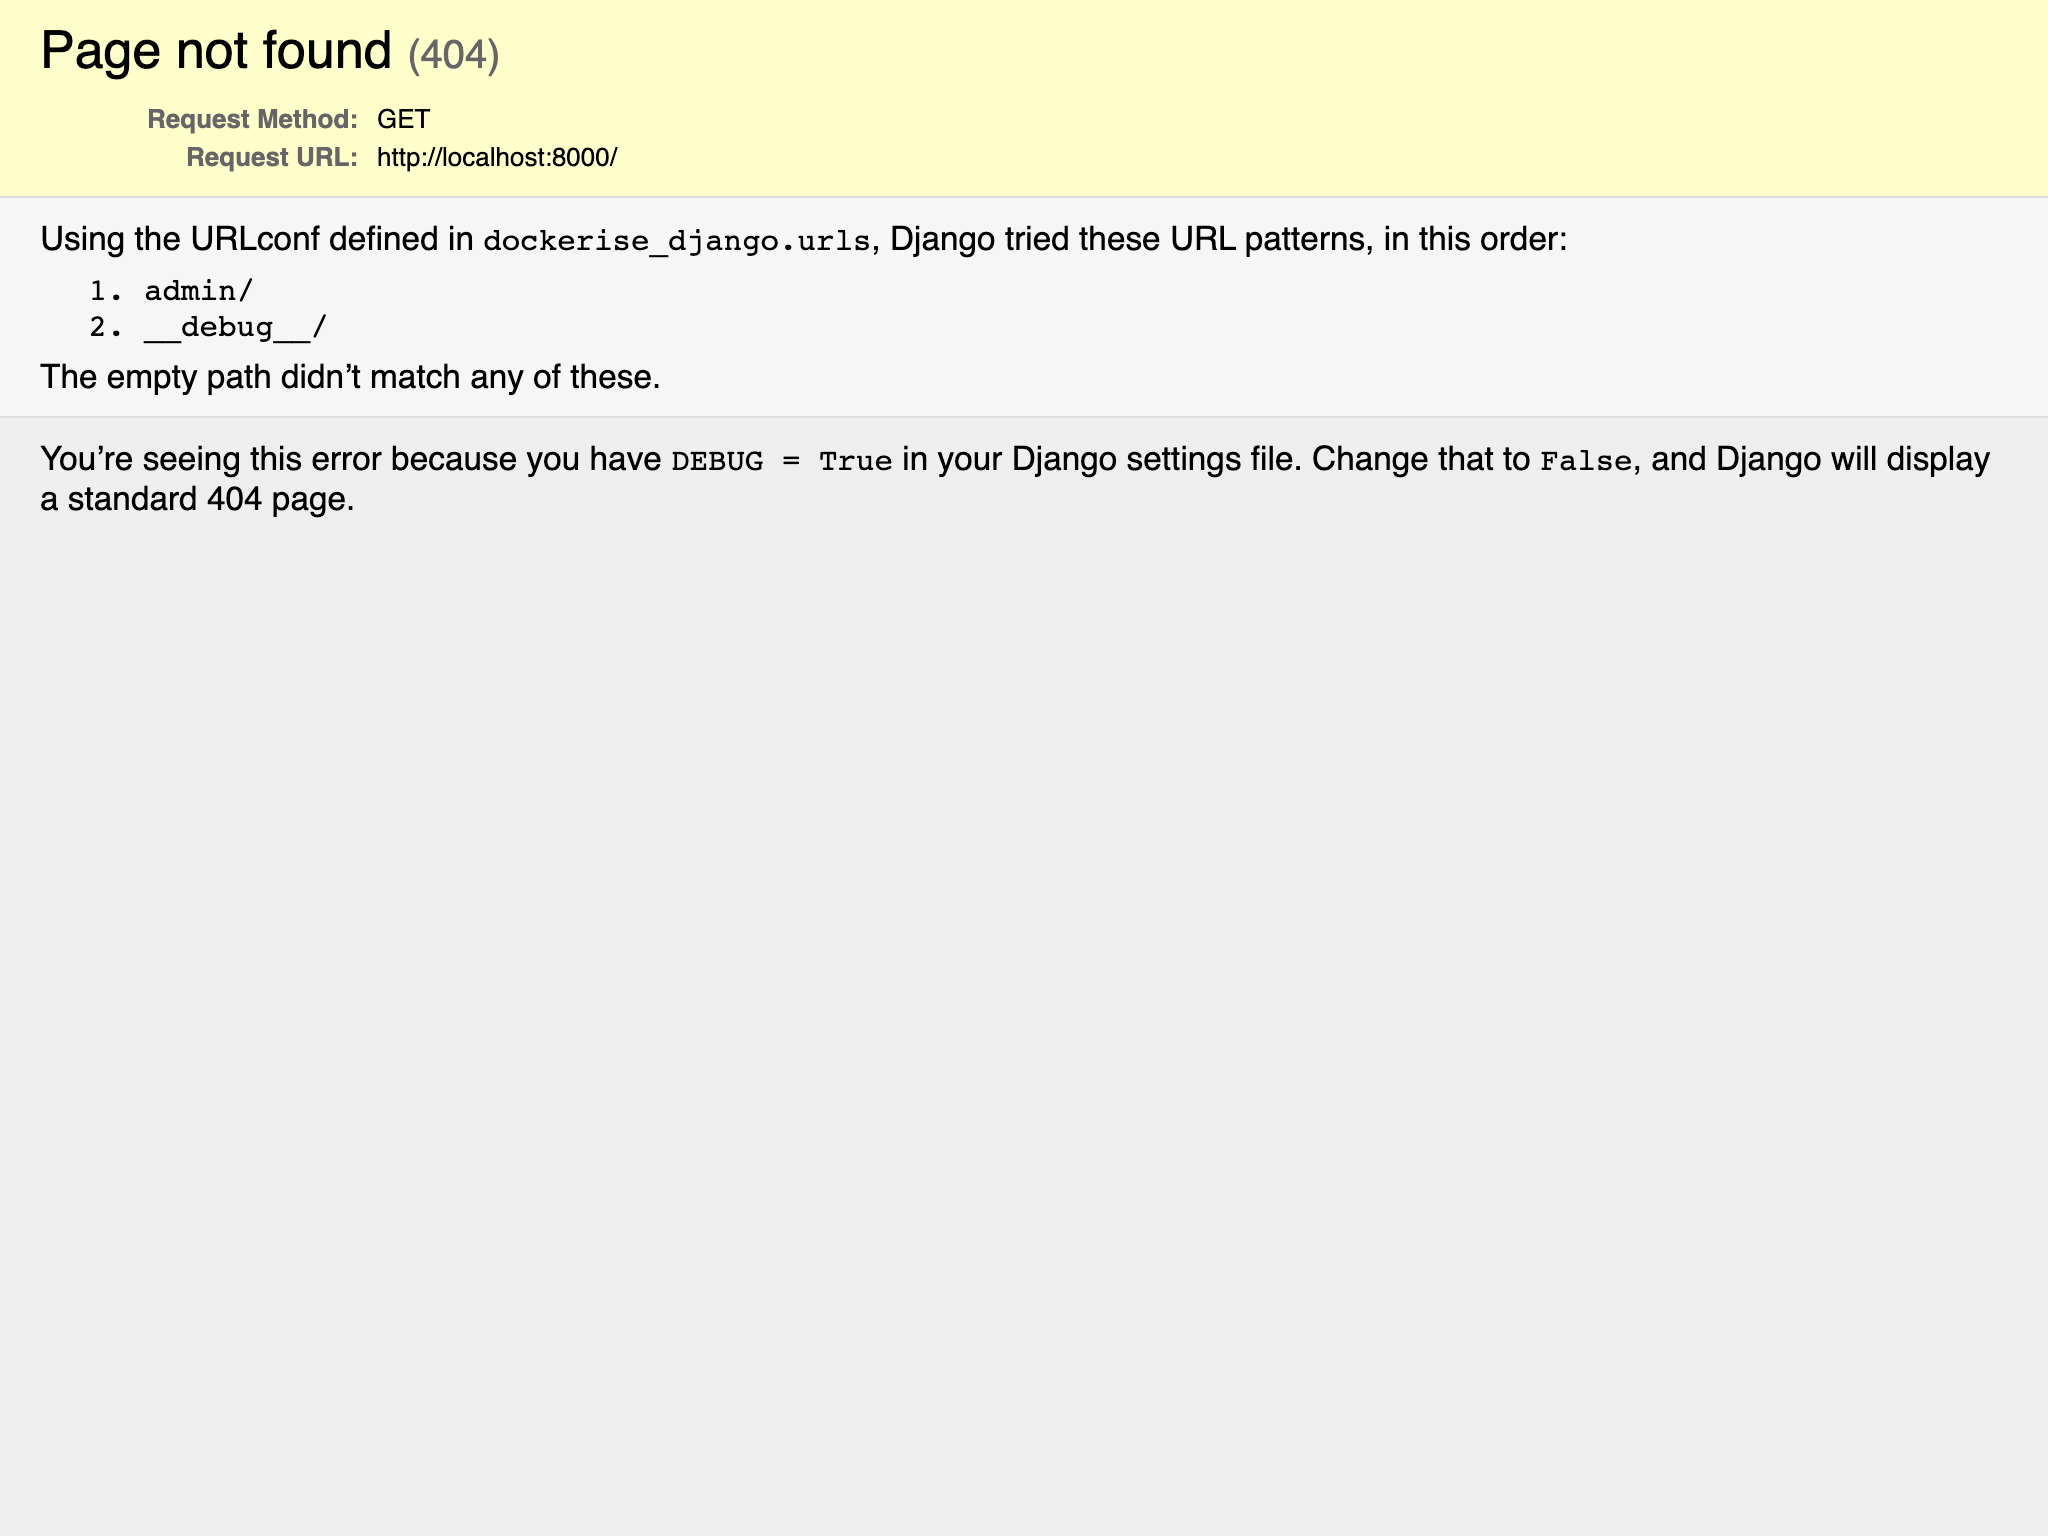 Page not found (404)
Request Method: GET
Request URL: http://localhost:8000/
Using the URLconf defined in dockerise_django.urls, Django tried these URL patterns, in this order:
1. admin/
2. __debug__/
The empty path didn’t match any of these.
You’re seeing this error because you have DEBUG = True in your Django settings file. Change that to False, and Django will display
a standard 404 page.